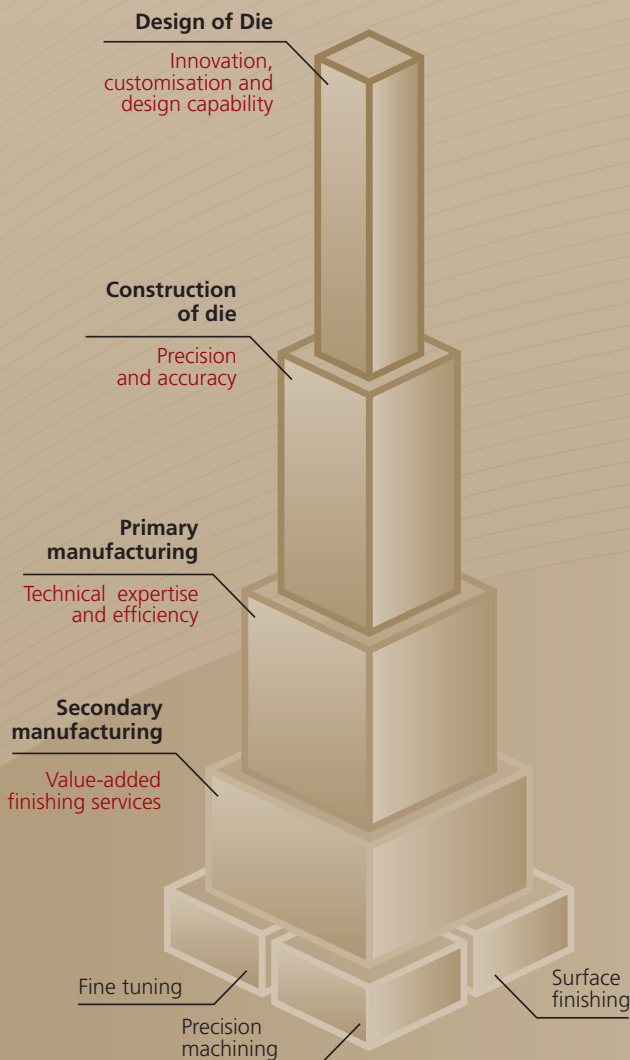 Design of Die
Innovation,
customisation and
design capability
Construction
of die
Precision
and accuracy
Primary
manufacturing
Technical expertise
and efficiency
Secondary
manufacturing
Value-added
finishing services
Fine tuning
Precision
machining
Surface
finishing